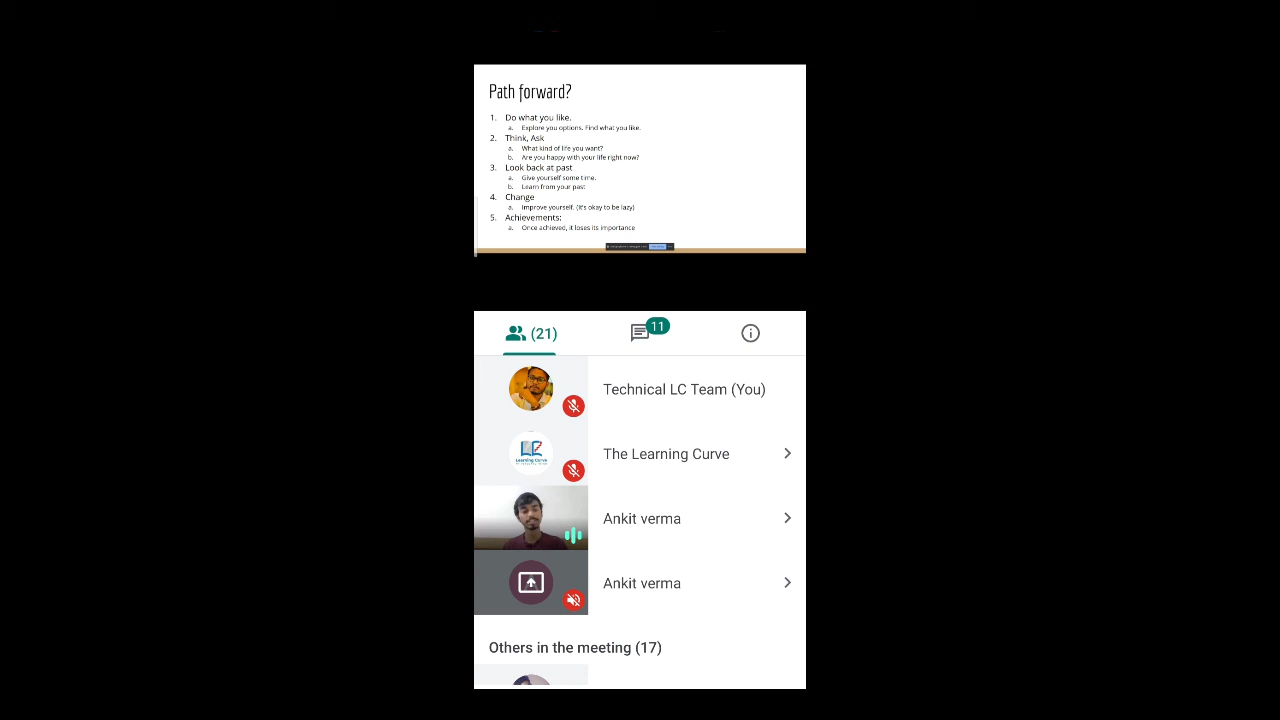 Path forward?
1. Do what you like.
a. Explore you options. Find what you like.
2. Think, Ask
a. What kind of life you want?
b. Are you happy with your life right now?
3. Look back at past
a. Give yourself some time.
b. Learn from your past
4. Change
a. Improve yourself. (It's okay to be lazy)
5. Achievements:
a. Once achieved, it loses its importance
(21)
11
Technical LC Team (You)
Learning Curve
The Learning Curve
Ankit verma
Ankit verma
Others in the meeting (17)